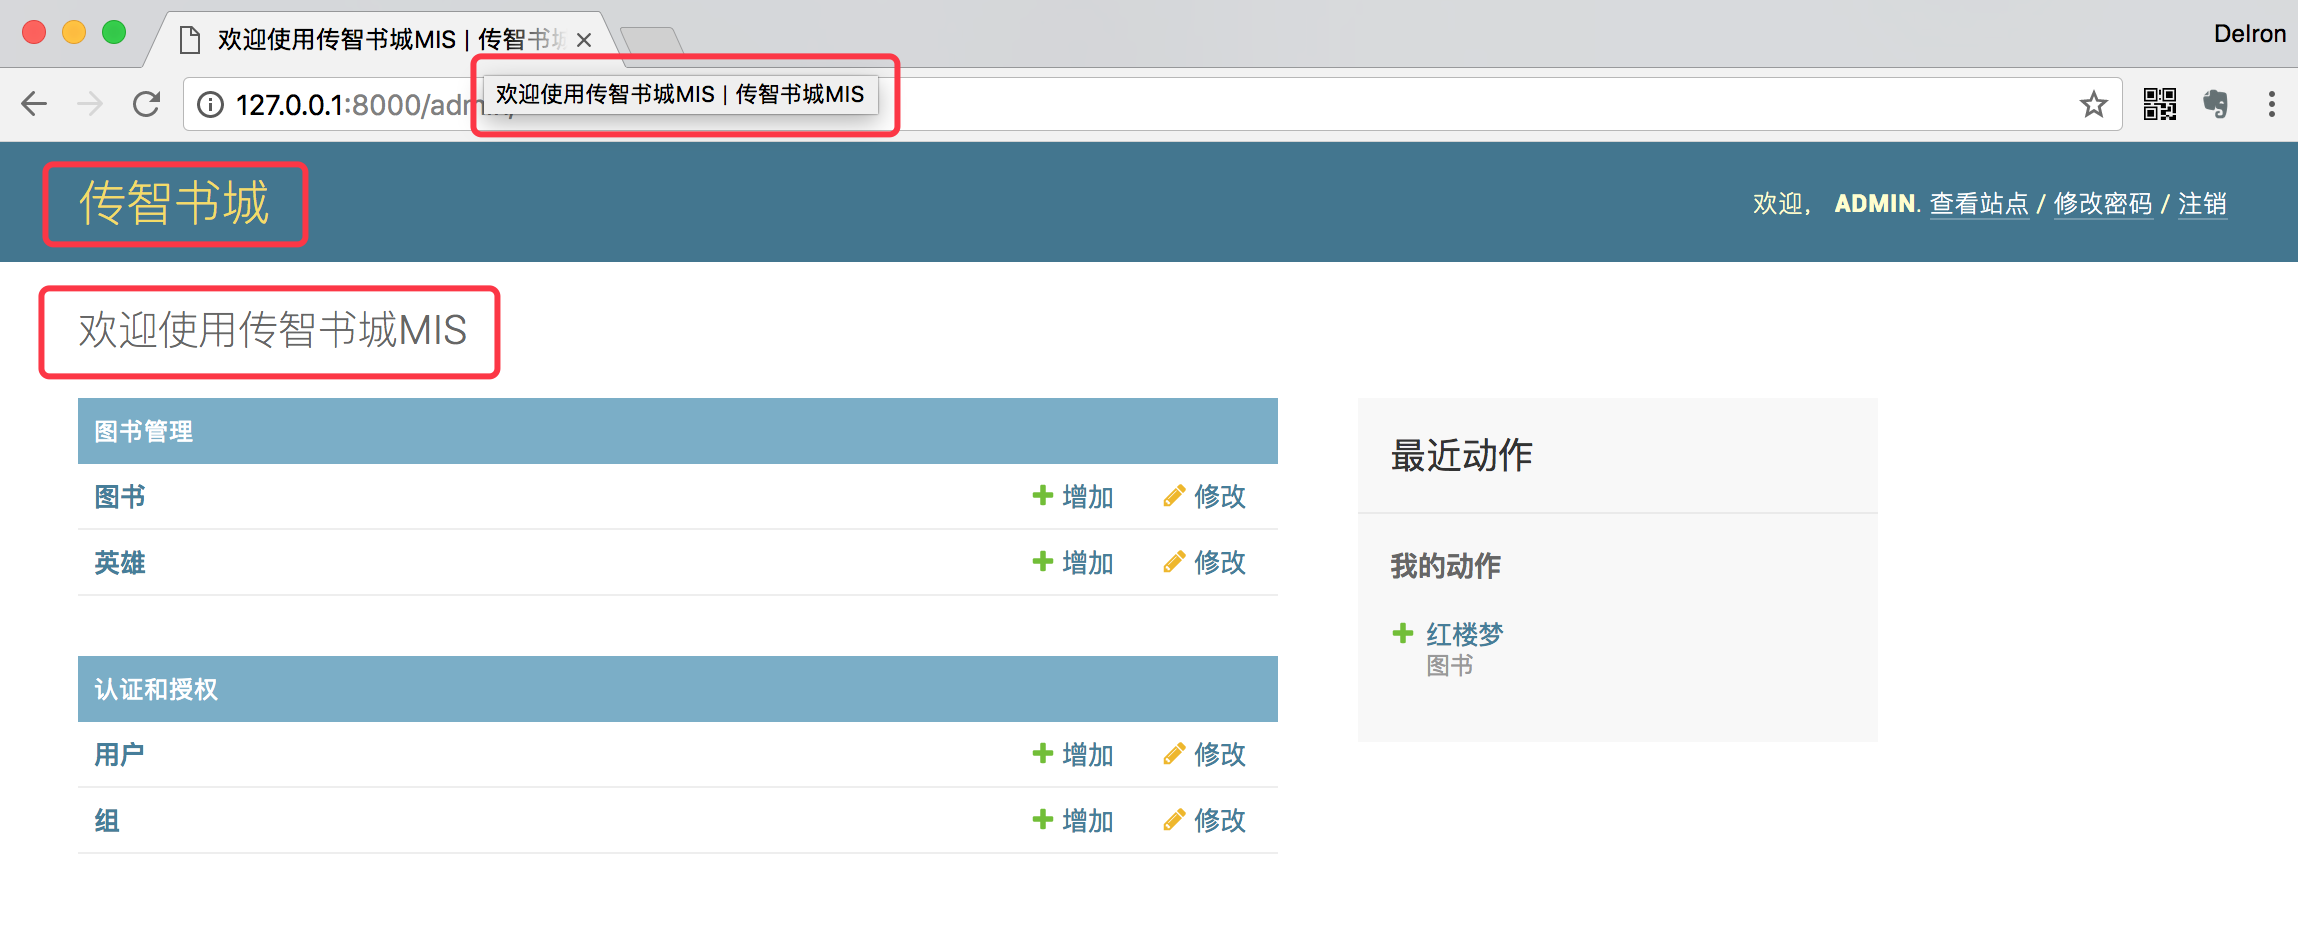 欢迎使用传智书城MIS | 传智书城
Delron
127.0.0.1:8000/admin/
欢迎使用传智书城MIS | 传智书城MIS
传智书城
欢迎， ADMIN. 查看站点 / 修改密码 / 注销
欢迎使用传智书城MIS
图书管理
图书 增加 修改
英雄 增加 修改
认证和授权
用户 增加 修改
组 增加 修改
最近动作
我的动作
红楼梦
图书